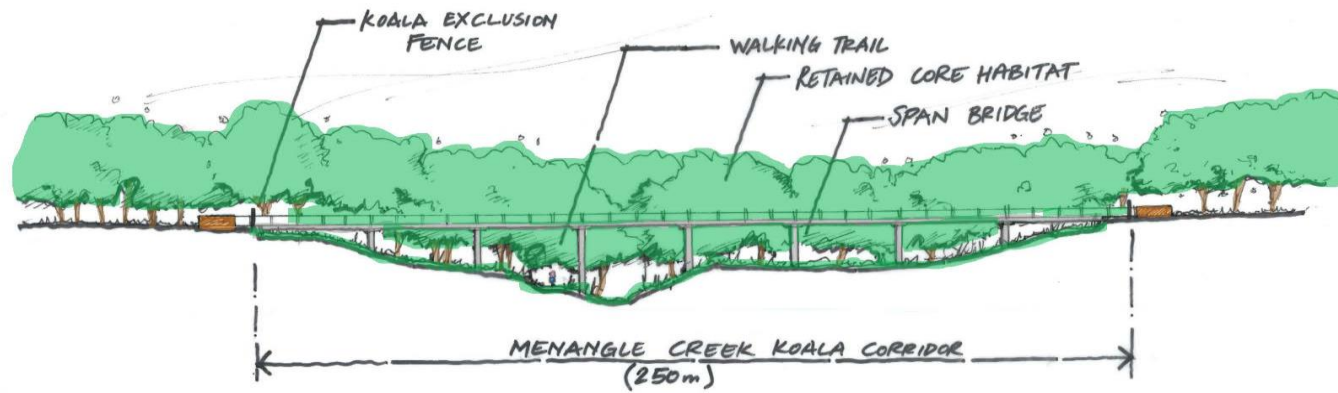 KOALA EXCLUSION
FENCE
WALKING TRAIL
RETAINED CORE HABITAT
SPAN BRIDGE
MENANGLE CREEK KOALA CORRIDOR
(250m)